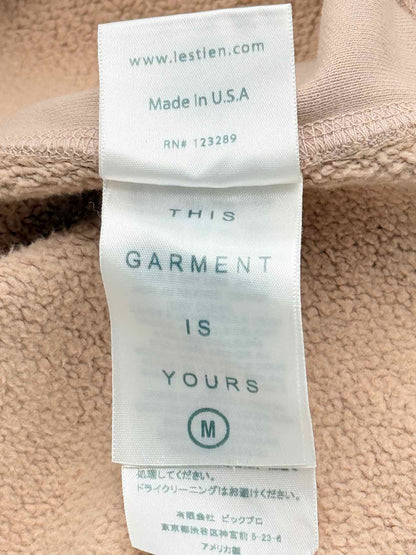 www.lestien.com
Made in U.S.A
RN# 123289
THIS
GARMENT
IS
YOURS
M
処理してください。
ドライクリーニングはお避けください。
有限会社 ビックプロ
東京都渋谷区神宮前 5-23-6
アメリカ製